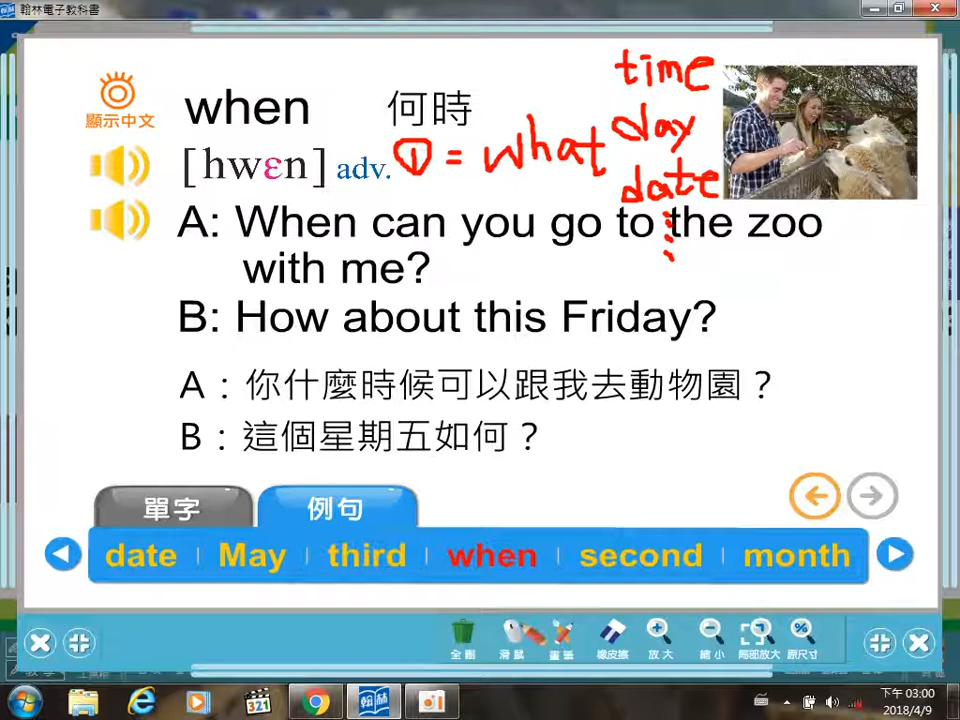 翰林電子教科書
顯示中文
when 何時
time
day
date
[hwɛn] adv. ① = what
A: When can you go to the zoo
with me?
B: How about this Friday?
A：你什麼時候可以跟我去動物園？
B：這個星期五如何？
單字 例句
date May third when second month
全刪 滑鼠 畫筆 橡皮擦 放大 縮小 局部放大 原尺寸
321 翰林
下午 03:00
2018/4/9